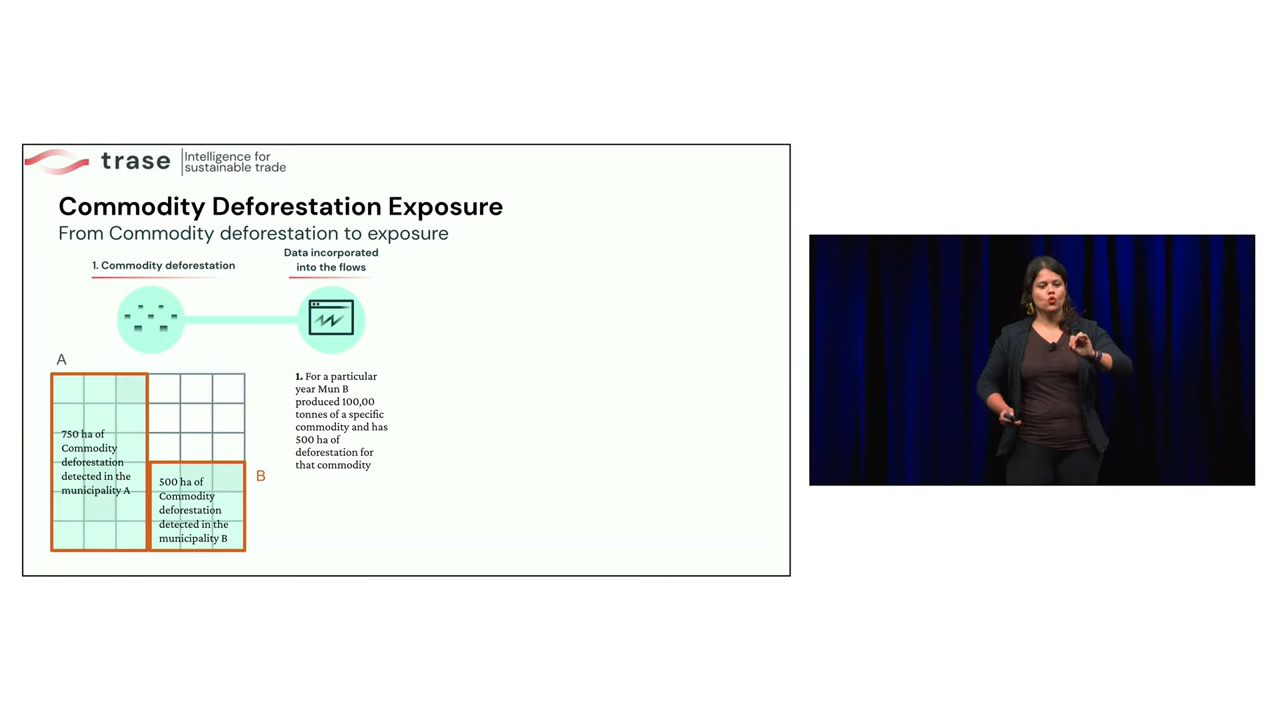 trase
Intelligence for
sustainable trade
Commodity Deforestation Exposure
From Commodity deforestation to exposure
1. Commodity deforestation
Data incorporated
into the flows
A
750 ha of
Commodity
deforestation
detected in the
municipality A
500 ha of
Commodity
deforestation
detected in the
municipality B
B
1. For a particular
year Mun B
produced 100,00
tonnes of a specific
commodity and has
500 ha of
deforestation for
that commodity